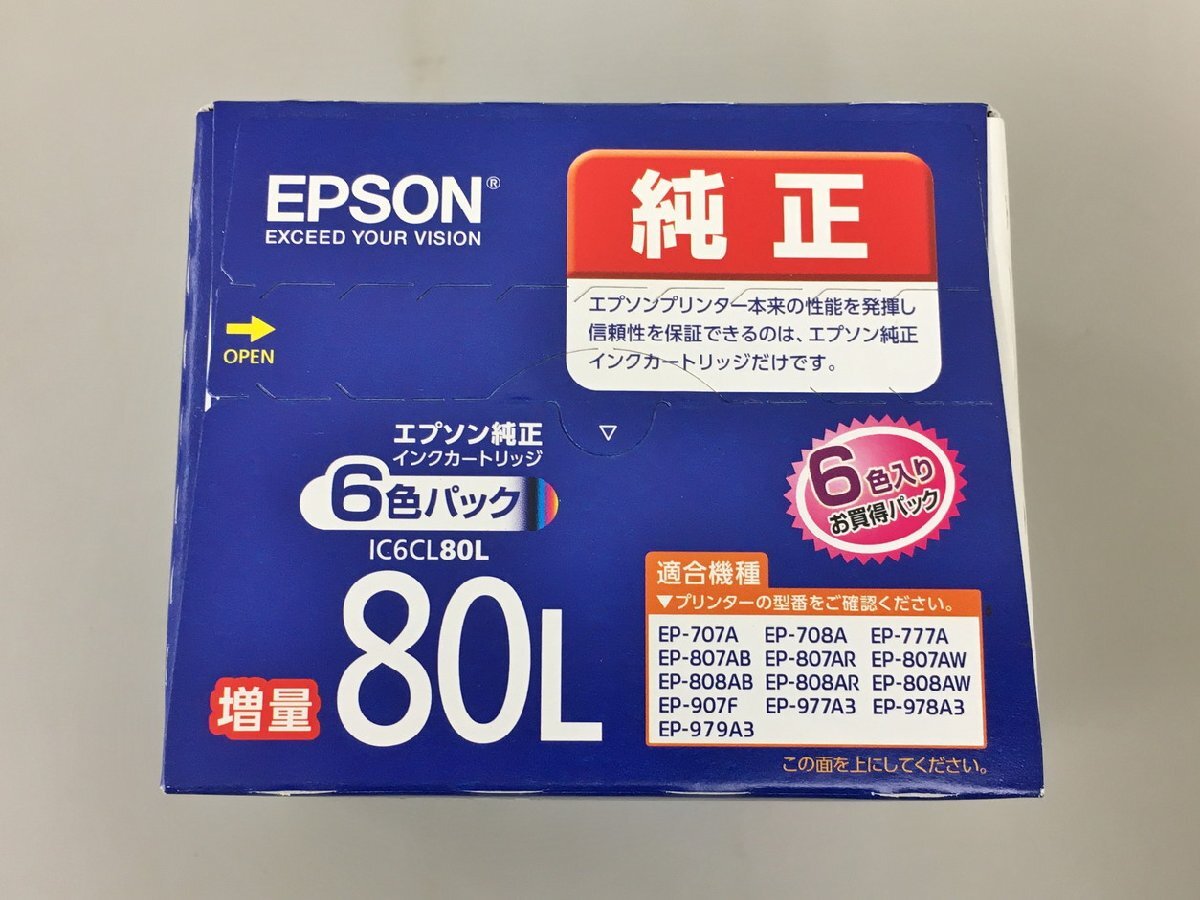 EPSON®
EXCEED YOUR VISION
純正
エプソンプリンター本来の性能を発揮し
信頼性を保証できるのは、エプソン純正
インクカートリッジだけです。
OPEN
エプソン純正
インクカートリッジ
6色パック
IC6CL80L
増量
80L
6色入り
お買得パック
適合機種
▼プリンターの型番をご確認ください。
EP-707A EP-708A EP-777A
EP-807AB EP-807AR EP-807AW
EP-808AB EP-808AR EP-808AW
EP-907F EP-977A3 EP-978A3
EP-979A3
この面を上にしてください。